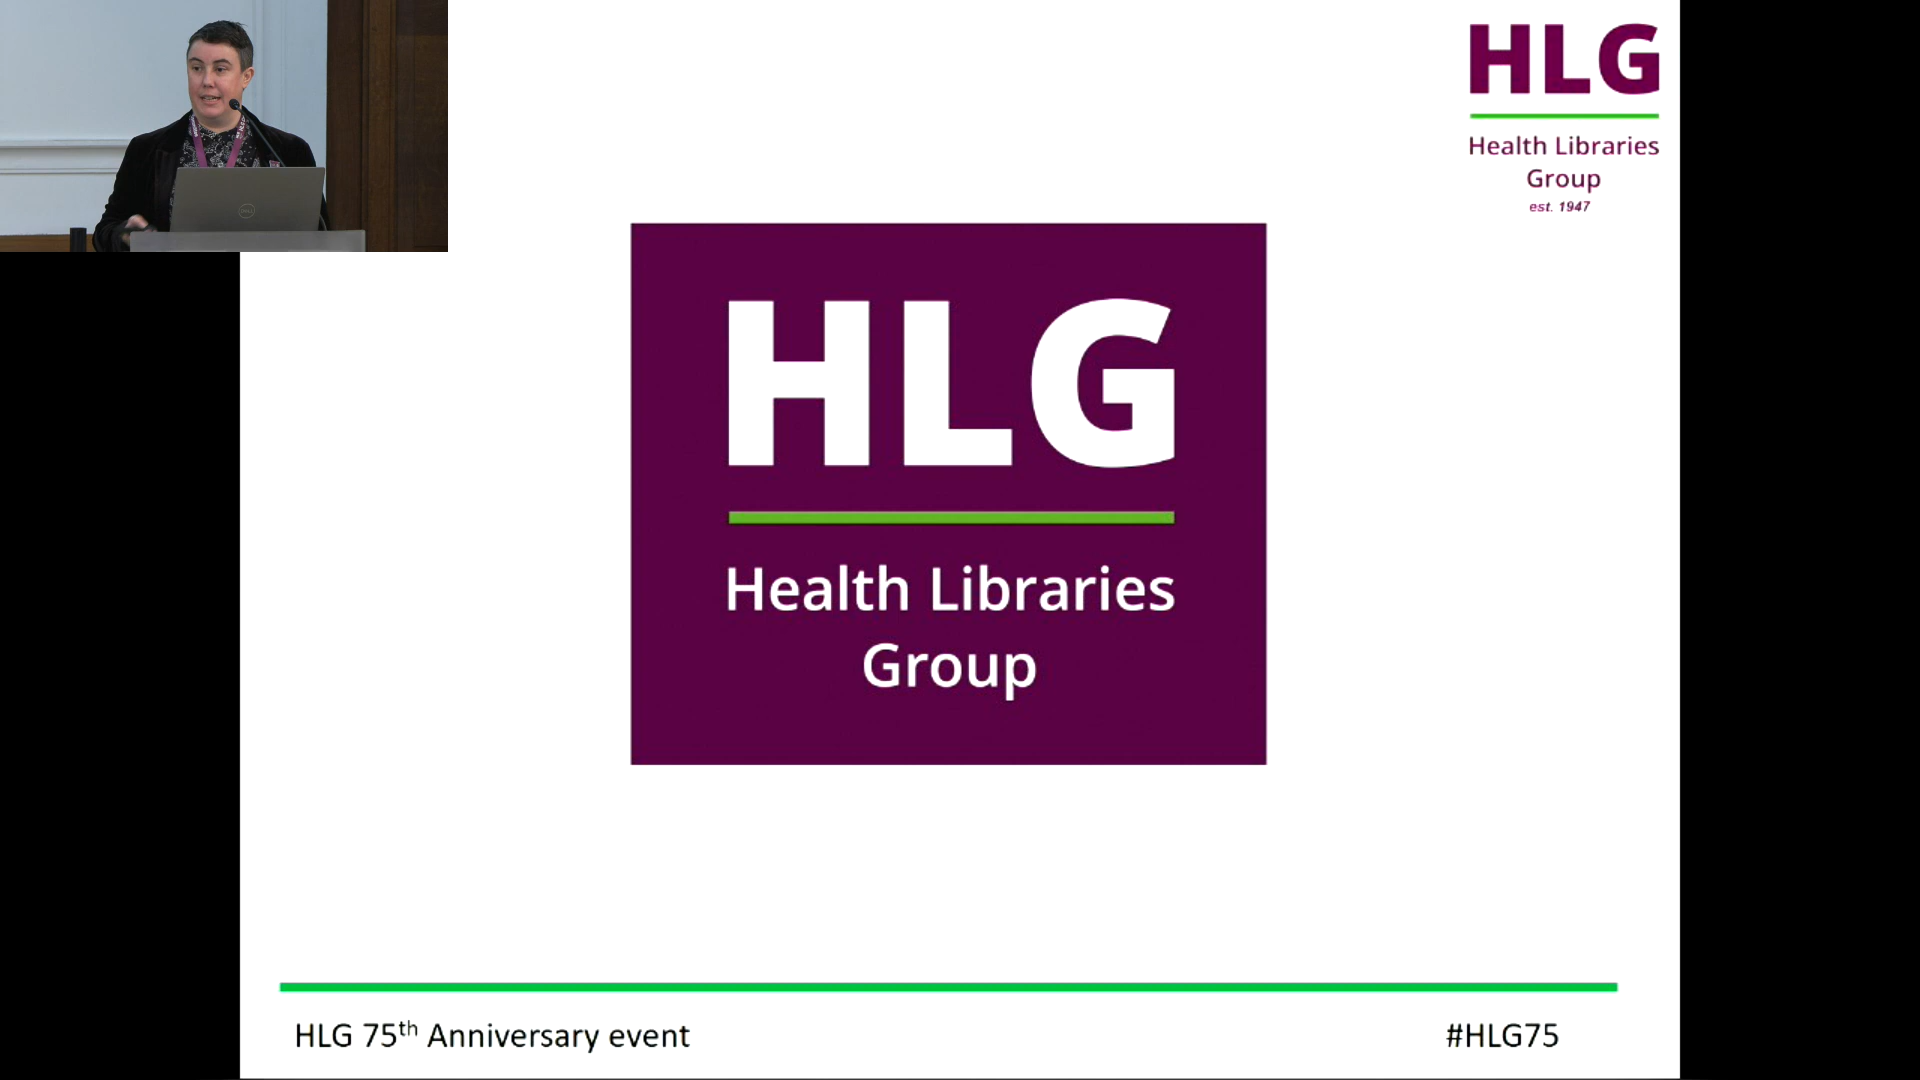 HLG
Health Libraries
Group
est. 1947
HLG
Health Libraries
Group
HLG 75th Anniversary event
#HLG75